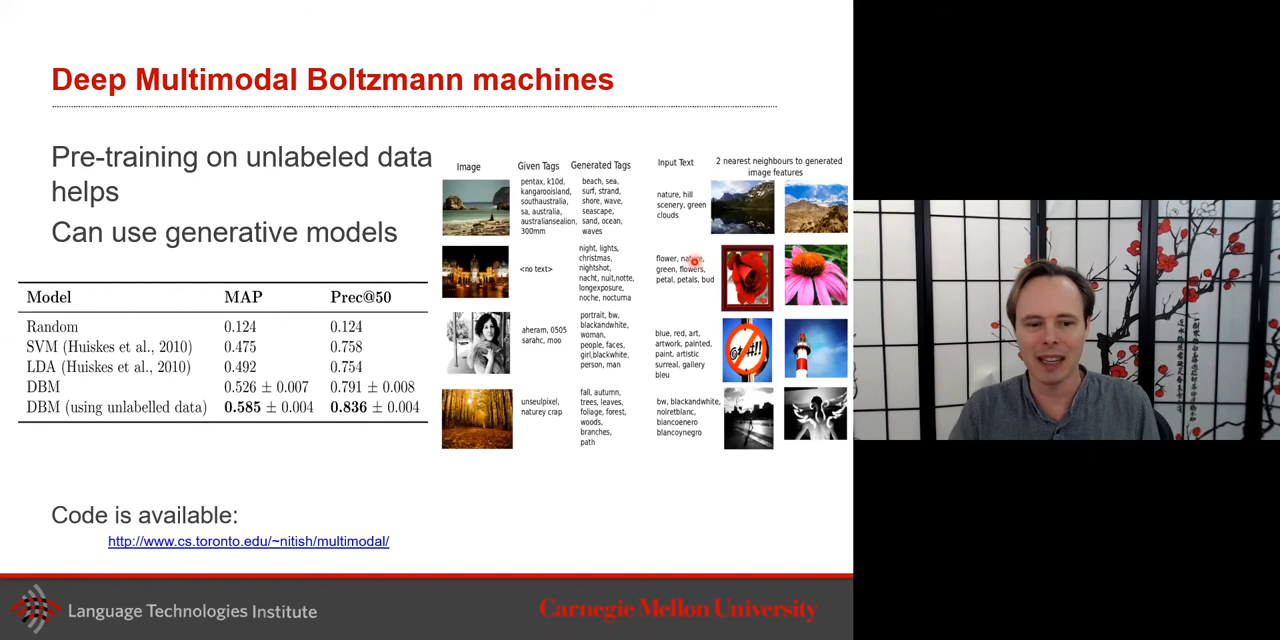 Deep Multimodal Boltzmann machines
Pre-training on unlabeled data
helps
Can use generative models
Model MAP Prec@50
Random 0.124 0.124
SVM (Huiskes et al., 2010) 0.475 0.758
LDA (Huiskes et al., 2010) 0.492 0.754
DBM 0.526 ± 0.007 0.791 ± 0.008
DBM (using unlabelled data) 0.585 ± 0.004 0.836 ± 0.004
Code is available:
http://www.cs.toronto.edu/~nitish/multimodal/
Image
Given Tags
Generated Tags
pentax, k10d,
kangarooisland,
southaustralia,
sa, australia,
australiansealion,
300mm
beach, sea,
surf, strand,
shore, wave,
seascape,
sand, ocean,
waves
<no text>
night, lights,
christmas,
nightshot,
nacht, nuit,notte,
longexposure,
noche, nocturna
aheram, 0505
sarahc, moo
portrait, bw,
blackandwhite,
woman,
people, faces,
girl,blackwhite,
person, man
unseulpixel,
naturey crap
fall, autumn,
trees, leaves,
foliage, forest,
woods,
branches,
path
Input Text
2 nearest neighbours to generated
image features
nature, hill
scenery, green
clouds
flower, nature,
green, flowers,
petal, petals, bud
blue, red, art,
artwork, painted,
paint, artistic
surreal, gallery
bleu
@#!!
bw, blackandwhite,
noiretblanc,
biancoenero
blancoynegro
Language Technologies Institute
Carnegie Mellon University